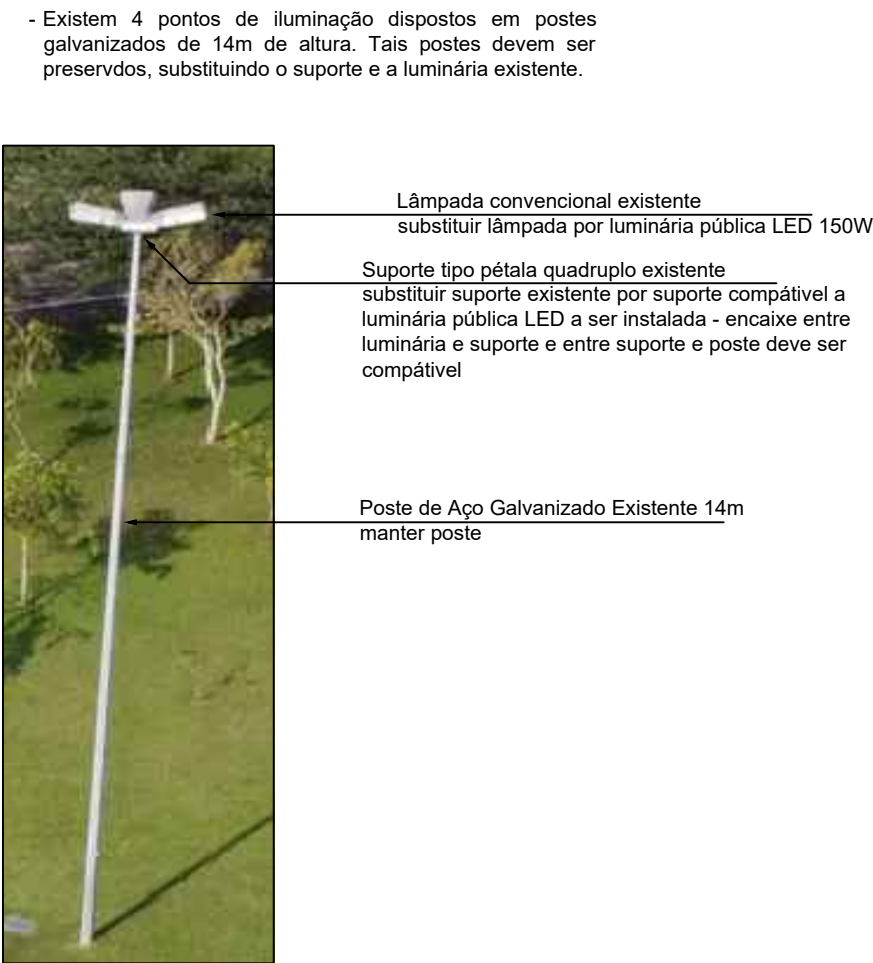 - Existem 4 pontos de iluminação dispostos em postes
galvanizados de 14m de altura. Tais postes devem ser
preservdos, substituindo o suporte e a luminária existente.
Lâmpada convencional existente
substituir lâmpada por luminária pública LED 150W
Suporte tipo pétala quadruplo existente
substituir suporte existente por suporte compátivel a
luminária pública LED a ser instalada - encaixe entre
luminária e suporte e entre suporte e poste deve ser
compátivel
Poste de Aço Galvanizado Existente 14m
manter poste